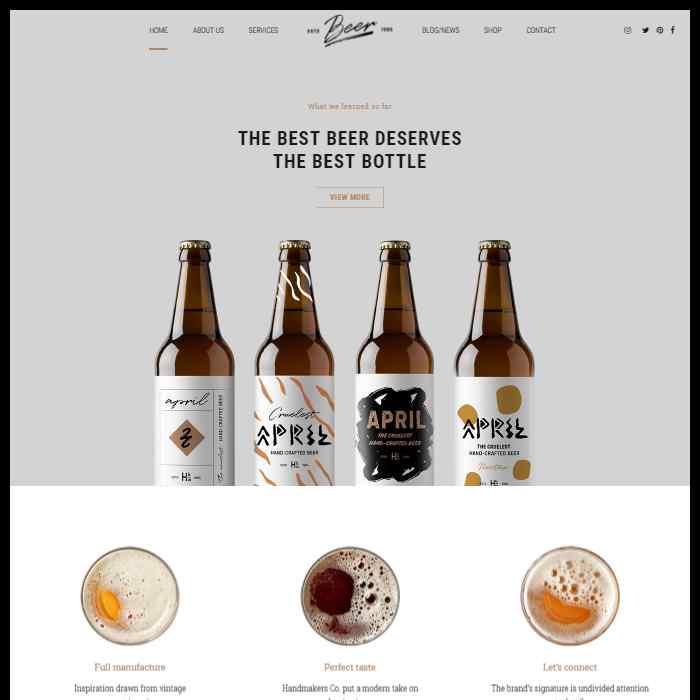 HOME
ABOUT US
SERVICES
ESTD
Beer
BLOG/NEWS
SHOP
CONTACT
What we learned so far
THE BEST BEER DESERVES
THE BEST BOTTLE
VIEW MORE
april
HAND CRAFTED BEER
Cruelest
APRIL
HAND-CRAFTED BEER
APRIL
THE CRUELEST
HAND-CRAFTED BEER
APRIL
THE CRUELEST
HAND-CRAFTED BEER
Full manufacture
Perfect taste
Let's connect
Inspiration drawn from vintage
Handmakers Co. put a modern take on
The brand's signature is undivided attention